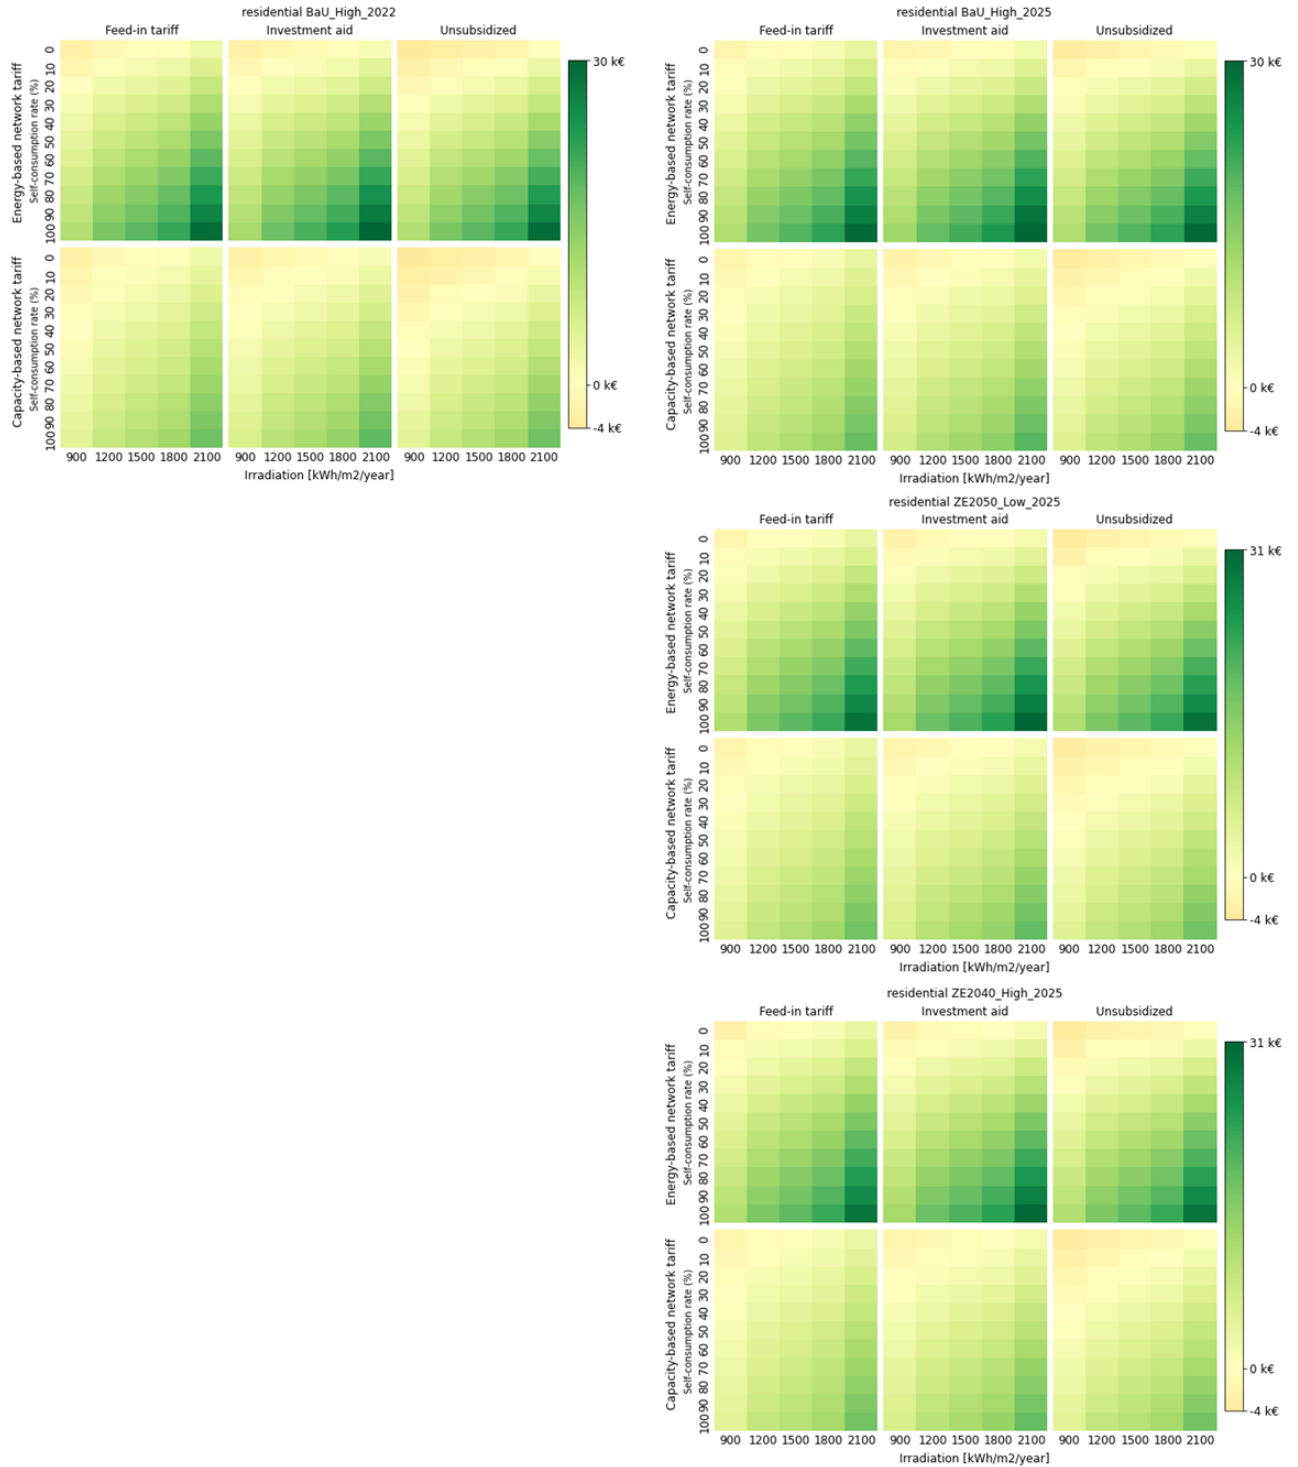 residential BaU_High_2022
Feed-in tariff Investment aid Unsubsidized
Energy-based network tariff
Self-consumption rate (%)
0 10 20 30 40 50 60 70 80 90 100
Capacity-based network tariff
Self-consumption rate (%)
0 10 20 30 40 50 60 70 80 90 100
900 1200 1500 1800 2100 900 1200 1500 1800 2100 900 1200 1500 1800 2100
Irradiation [kWh/m2/year]
30 k€
0 k€
-4 k€
residential BaU_High_2025
Feed-in tariff Investment aid Unsubsidized
Energy-based network tariff
Self-consumption rate (%)
0 10 20 30 40 50 60 70 80 90 100
Capacity-based network tariff
Self-consumption rate (%)
0 10 20 30 40 50 60 70 80 90 100
900 1200 1500 1800 2100 900 1200 1500 1800 2100 900 1200 1500 1800 2100
Irradiation [kWh/m2/year]
30 k€
0 k€
-4 k€
residential ZE2050_Low_2025
Feed-in tariff Investment aid Unsubsidized
Energy-based network tariff
Self-consumption rate (%)
0 10 20 30 40 50 60 70 80 90 100
Capacity-based network tariff
Self-consumption rate (%)
0 10 20 30 40 50 60 70 80 90 100
900 1200 1500 1800 2100 900 1200 1500 1800 2100 900 1200 1500 1800 2100
Irradiation [kWh/m2/year]
31 k€
0 k€
-4 k€
residential ZE2040_High_2025
Feed-in tariff Investment aid Unsubsidized
Energy-based network tariff
Self-consumption rate (%)
0 10 20 30 40 50 60 70 80 90 100
Capacity-based network tariff
Self-consumption rate (%)
0 10 20 30 40 50 60 70 80 90 100
900 1200 1500 1800 2100 900 1200 1500 1800 2100 900 1200 1500 1800 2100
Irradiation [kWh/m2/year]
31 k€
0 k€
-4 k€